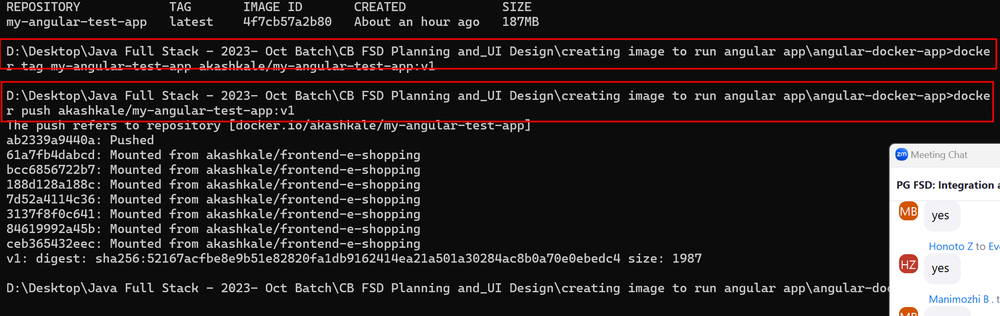 REPOSITORY TAG IMAGE ID CREATED SIZE
my-angular-test-app latest 4f7cb57a2b80 About an hour ago 187MB
D:\Desktop\Java Full Stack - 2023- Oct Batch\CB FSD Planning and_UI Design\creating image to run angular app\angular-docker-app>docke
r tag my-angular-test-app akashkale/my-angular-test-app:v1
D:\Desktop\Java Full Stack - 2023- Oct Batch\CB FSD Planning and_UI Design\creating image to run angular app\angular-docker-app>docke
r push akashkale/my-angular-test-app:v1
The push refers to repository [docker.io/akashkale/my-angular-test-app]
ab2339a9440a: Pushed
61a7fb4dabcd: Mounted from akashkale/frontend-e-shopping
bcc6856722b7: Mounted from akashkale/frontend-e-shopping
188d128a188c: Mounted from akashkale/frontend-e-shopping
7d52a4114c36: Mounted from akashkale/frontend-e-shopping
3137f8f0c641: Mounted from akashkale/frontend-e-shopping
84619992a45b: Mounted from akashkale/frontend-e-shopping
ceb365432eec: Mounted from akashkale/frontend-e-shopping
v1: digest: sha256:52167acfbe8e9b51e82820fa1db9162414ea21a501a30284ac8b0a70e0ebedc4 size: 1987
D:\Desktop\Java Full Stack - 2023- Oct Batch\CB FSD Planning and_UI Design\creating image to run angular app\angular-do
zm Meeting Chat
PG FSD: Integration a
MB yes
Honoto Z to Ev
HZ yes
Manimozhi B . t
MB